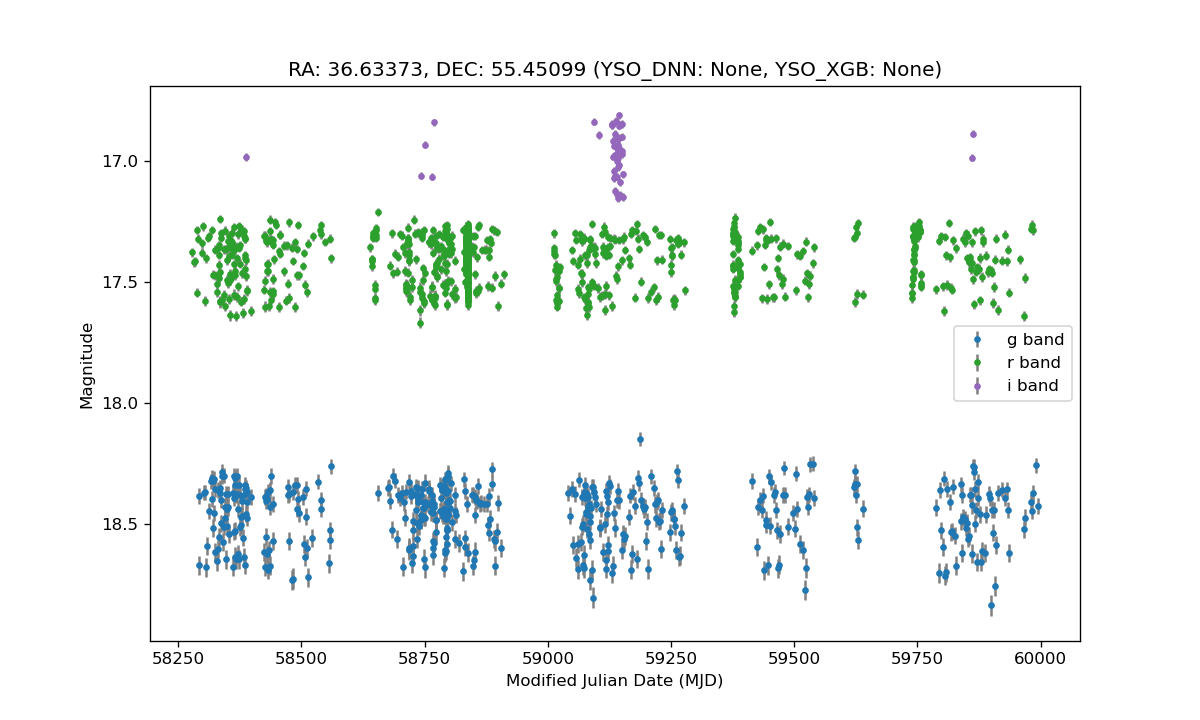 RA: 36.63373, DEC: 55.45099 (YSO_DNN: None, YSO_XGB: None)
17.0
17.5
18.0
18.5
Magnitude
g band
r band
i band
58250 58500 58750 59000 59250 59500 59750 60000
Modified Julian Date (MJD)